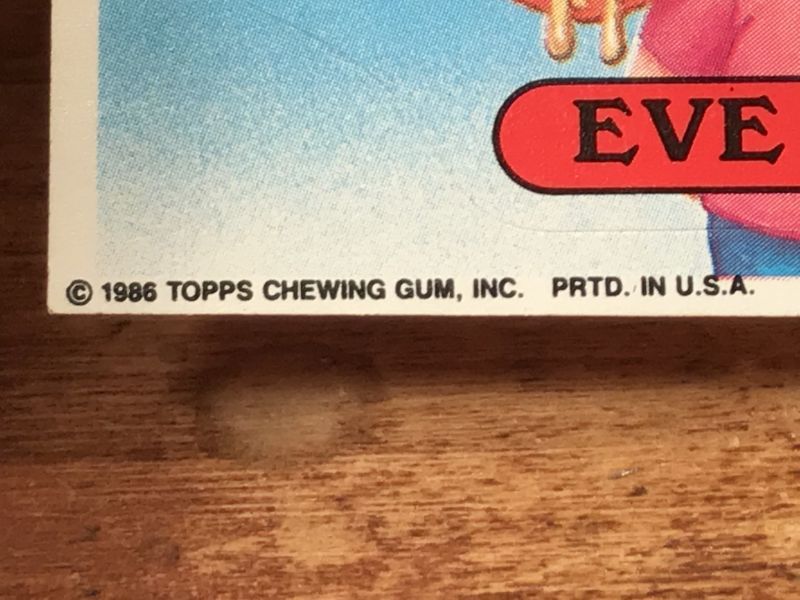 EVE
© 1986 TOPPS CHEWING GUM, INC. PRTD. IN U.S.A.